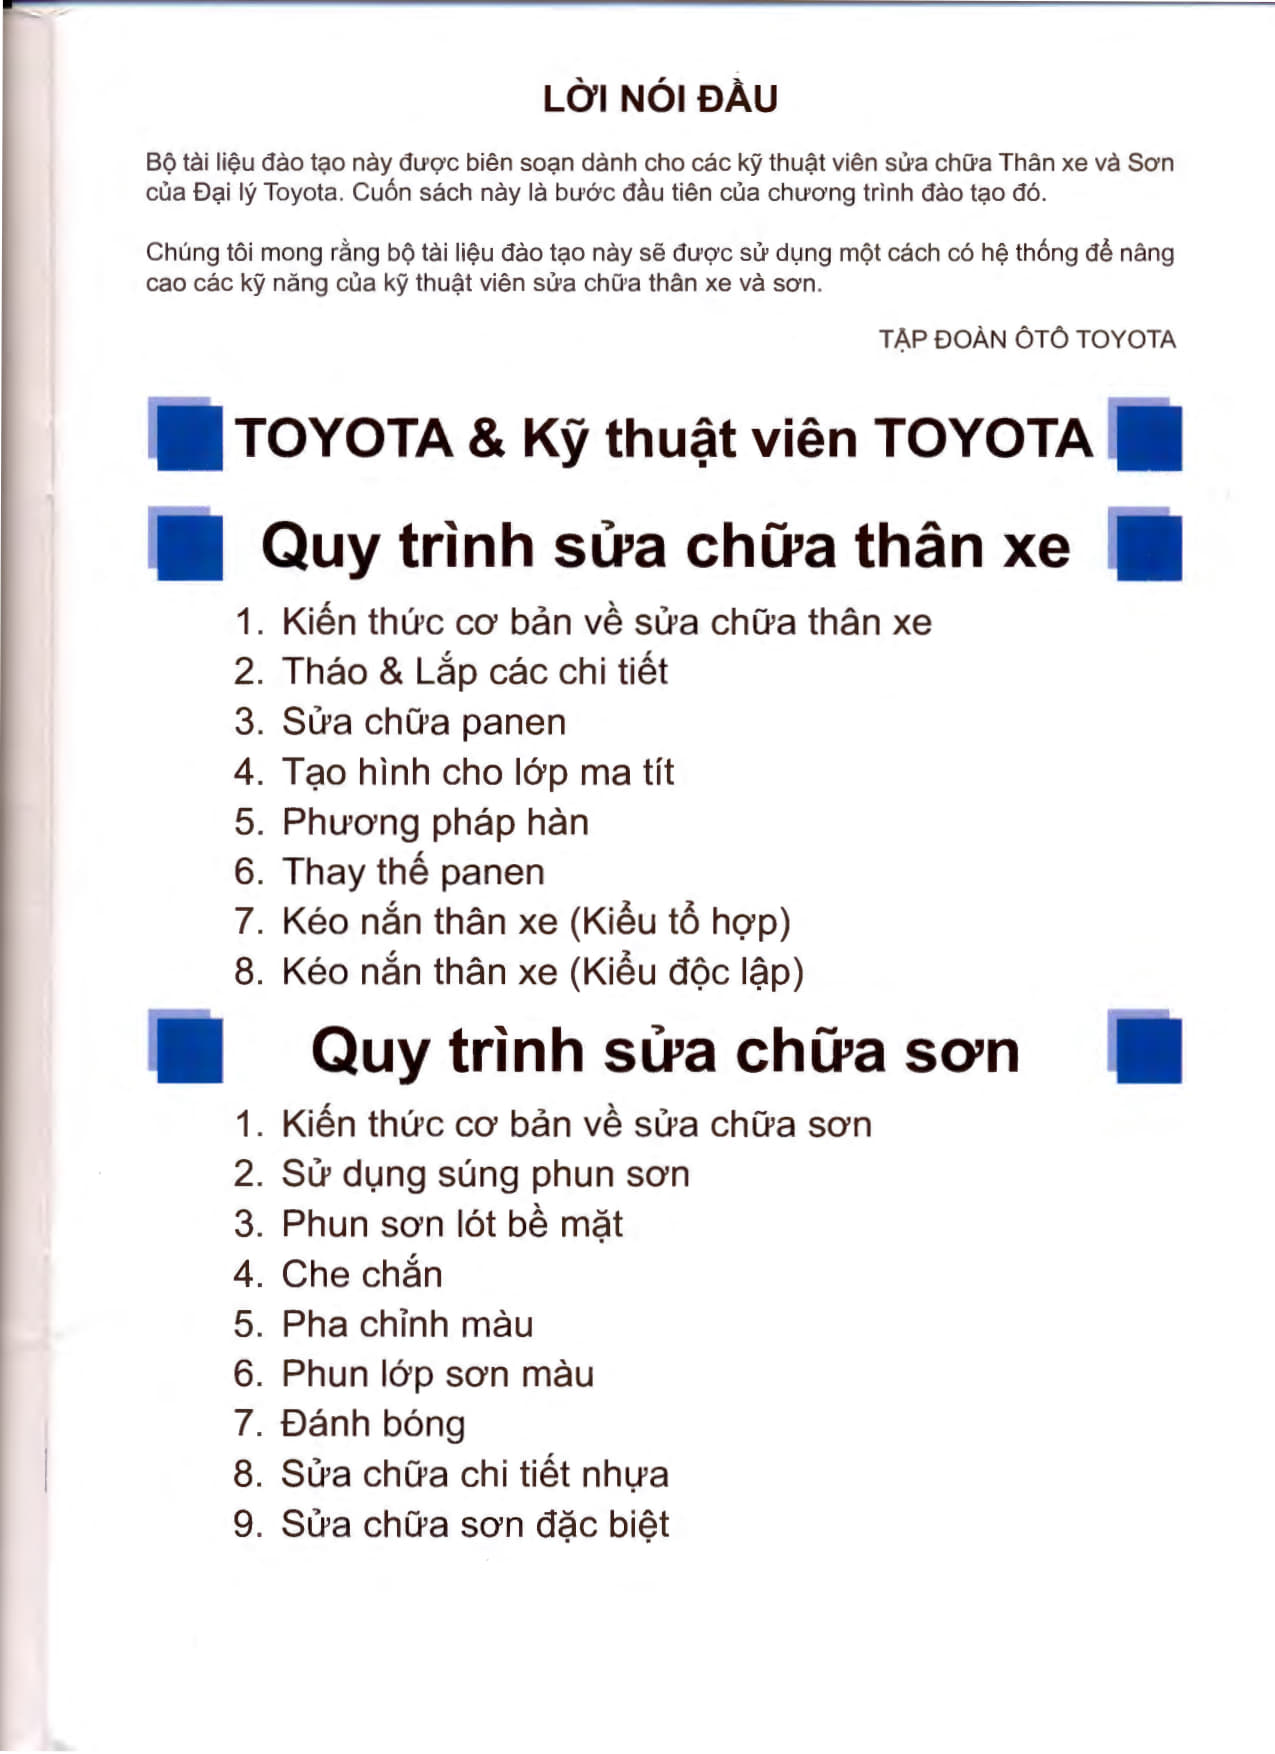 LỜI NÓI ĐẦU
Bộ tài liệu đào tạo này được biên soạn dành cho các kỹ thuật viên sửa chữa Thân xe và Sơn
của Đại lý Toyota. Cuốn sách này là bước đầu tiên của chương trình đào tạo đó.
Chúng tôi mong rằng bộ tài liệu đào tạo này sẽ được sử dụng một cách có hệ thống để nâng
cao các kỹ năng của kỹ thuật viên sửa chữa thân xe và sơn.
TẬP ĐOÀN ÔTÔ TOYOTA
TOYOTA & Kỹ thuật viên TOYOTA
Quy trình sửa chữa thân xe
1. Kiến thức cơ bản về sửa chữa thân xe
2. Tháo & Lắp các chi tiết
3. Sửa chữa panen
4. Tạo hình cho lớp ma tít
5. Phương pháp hàn
6. Thay thế panen
7. Kéo nắn thân xe (Kiểu tổ hợp)
8. Kéo nắn thân xe (Kiểu độc lập)
Quy trình sửa chữa sơn
1. Kiến thức cơ bản về sửa chữa sơn
2. Sử dụng súng phun sơn
3. Phun sơn lót bề mặt
4. Che chắn
5. Pha chỉnh màu
6. Phun lớp sơn màu
7. Đánh bóng
8. Sửa chữa chi tiết nhựa
9. Sửa chữa sơn đặc biệt